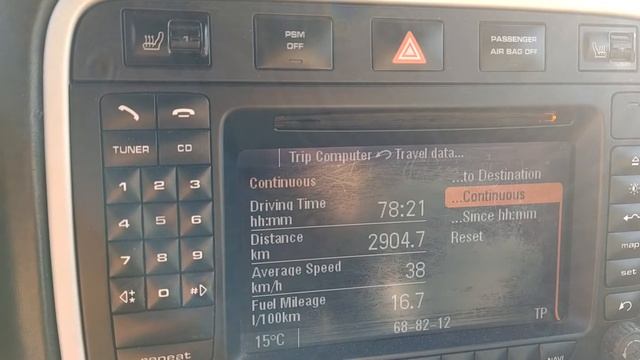 PSM
OFF
PASSENGER
AIR BAG OFF
TUNER
CD
1 2 3
4 5 6
7 8 9
0 #
repeat
Trip Computer Travel data...
Continuous
Driving Time
hh:mm
78:21
Distance
km
2904.7
Average Speed
km/h
38
Fuel Mileage
l/100km
16.7
15°C
68-82-12
TP
...to Destination
...Continuous
...Since hh:mm
Reset
map
set
NAVI